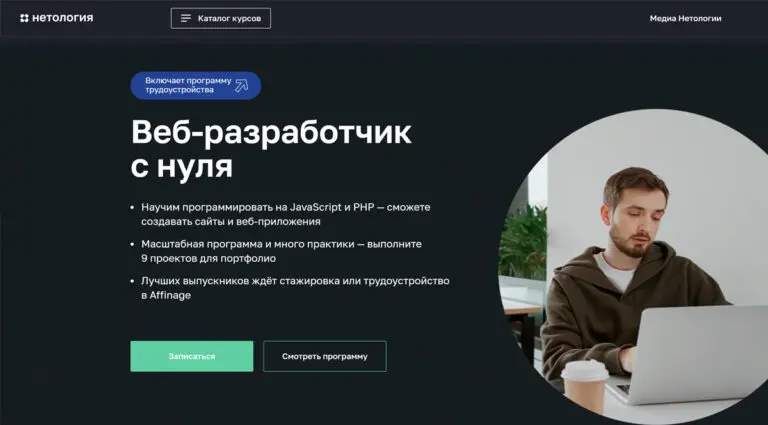 нетология
Каталог курсов
Медиа Нетологии
Включает программу
трудоустройства
Веб-разработчик
с нуля
• Научим программировать на JavaScript и PHP — сможете
создавать сайты и веб-приложения
• Масштабная программа и много практики — выполните
9 проектов для портфолио
• Лучших выпускников ждёт стажировка или трудоустройство
в Affinage
Записаться
Смотреть программу